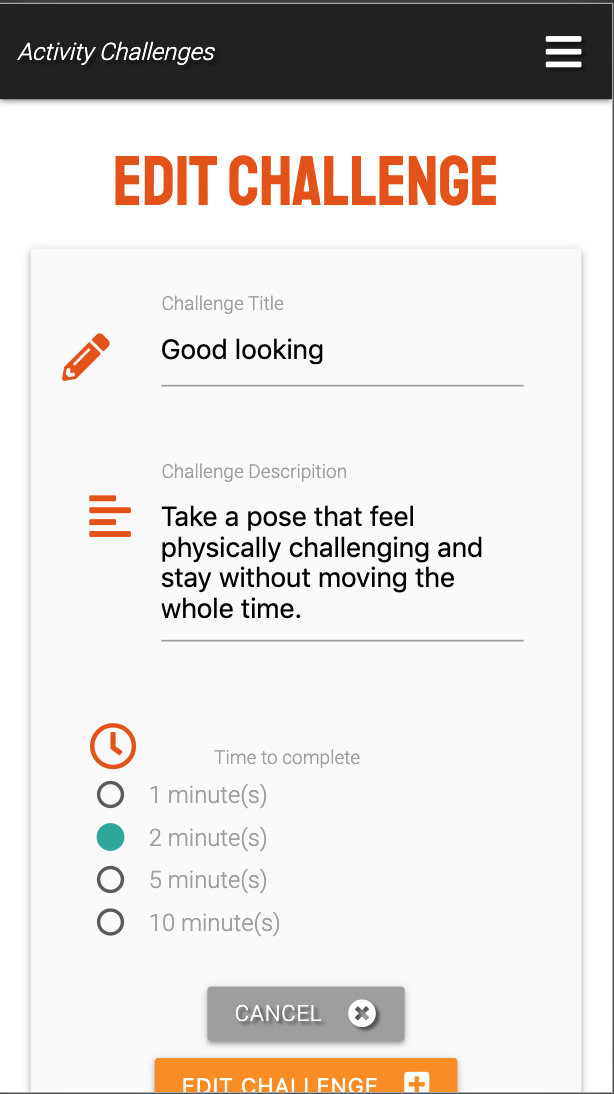 Activity Challenges
EDIT CHALLENGE
Challenge Title
Good looking
Challenge Descripition
Take a pose that feel
physically challenging and
stay without moving the
whole time.
Time to complete
1 minute(s)
2 minute(s)
5 minute(s)
10 minute(s)
CANCEL
EDIT CHALLENGE